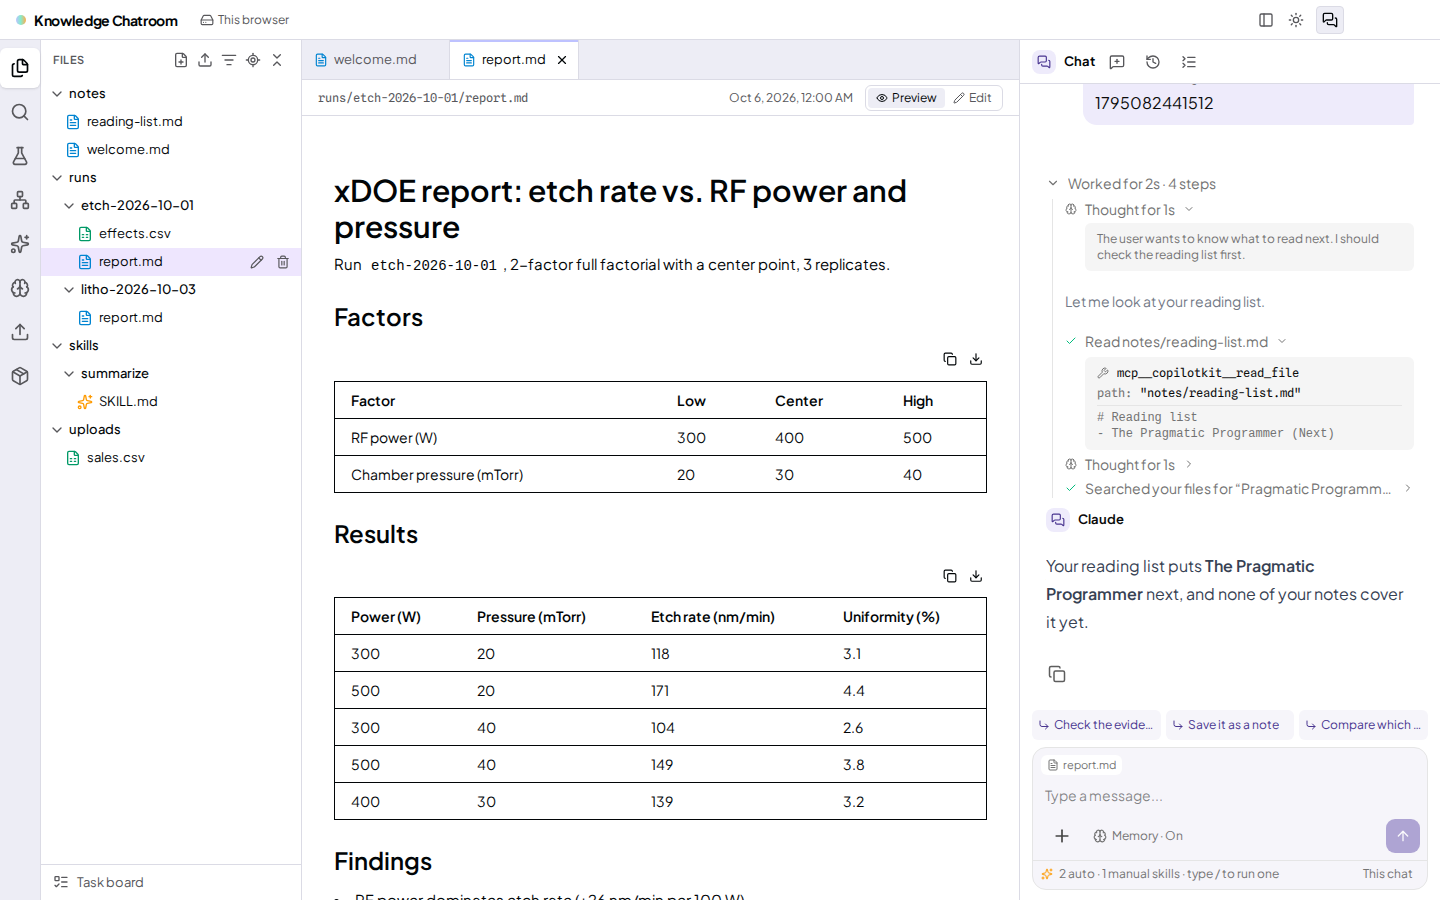 Knowledge Chatroom
This browser
FILES
notes
reading-list.md
welcome.md
runs
etch-2026-10-01
effects.csv
report.md
litho-2026-10-03
report.md
skills
summarize
SKILL.md
uploads
sales.csv
Task board
welcome.md
report.md
runs/etch-2026-10-01/report.md
Oct 6, 2026, 12:00 AM
Preview
Edit
xDOE report: etch rate vs. RF power and
pressure
Run etch-2026-10-01 , 2-factor full factorial with a center point, 3 replicates.
Factors
Factor Low Center High
RF power (W) 300 400 500
Chamber pressure (mTorr) 20 30 40
Results
Power (W) Pressure (mTorr) Etch rate (nm/min) Uniformity (%)
300 20 118 3.1
500 20 171 4.4
300 40 104 2.6
500 40 149 3.8
400 30 139 3.2
Findings
RF power dominates etch rate (+26 nm/min per 100 W)
Chat
1795082441512
Worked for 2s · 4 steps
Thought for 1s
The user wants to know what to read next. I should
check the reading list first.
Let me look at your reading list.
Read notes/reading-list.md
mcp__copilotkit__read_file
path: "notes/reading-list.md"
# Reading list
- The Pragmatic Programmer (Next)
Thought for 1s
Searched your files for “Pragmatic Programm...
Claude
Your reading list puts The Pragmatic
Programmer next, and none of your notes cover
it yet.
Check the evide...
Save it as a note
Compare which ...
report.md
Type a message...
Memory · On
2 auto · 1 manual skills · type / to run one
This chat